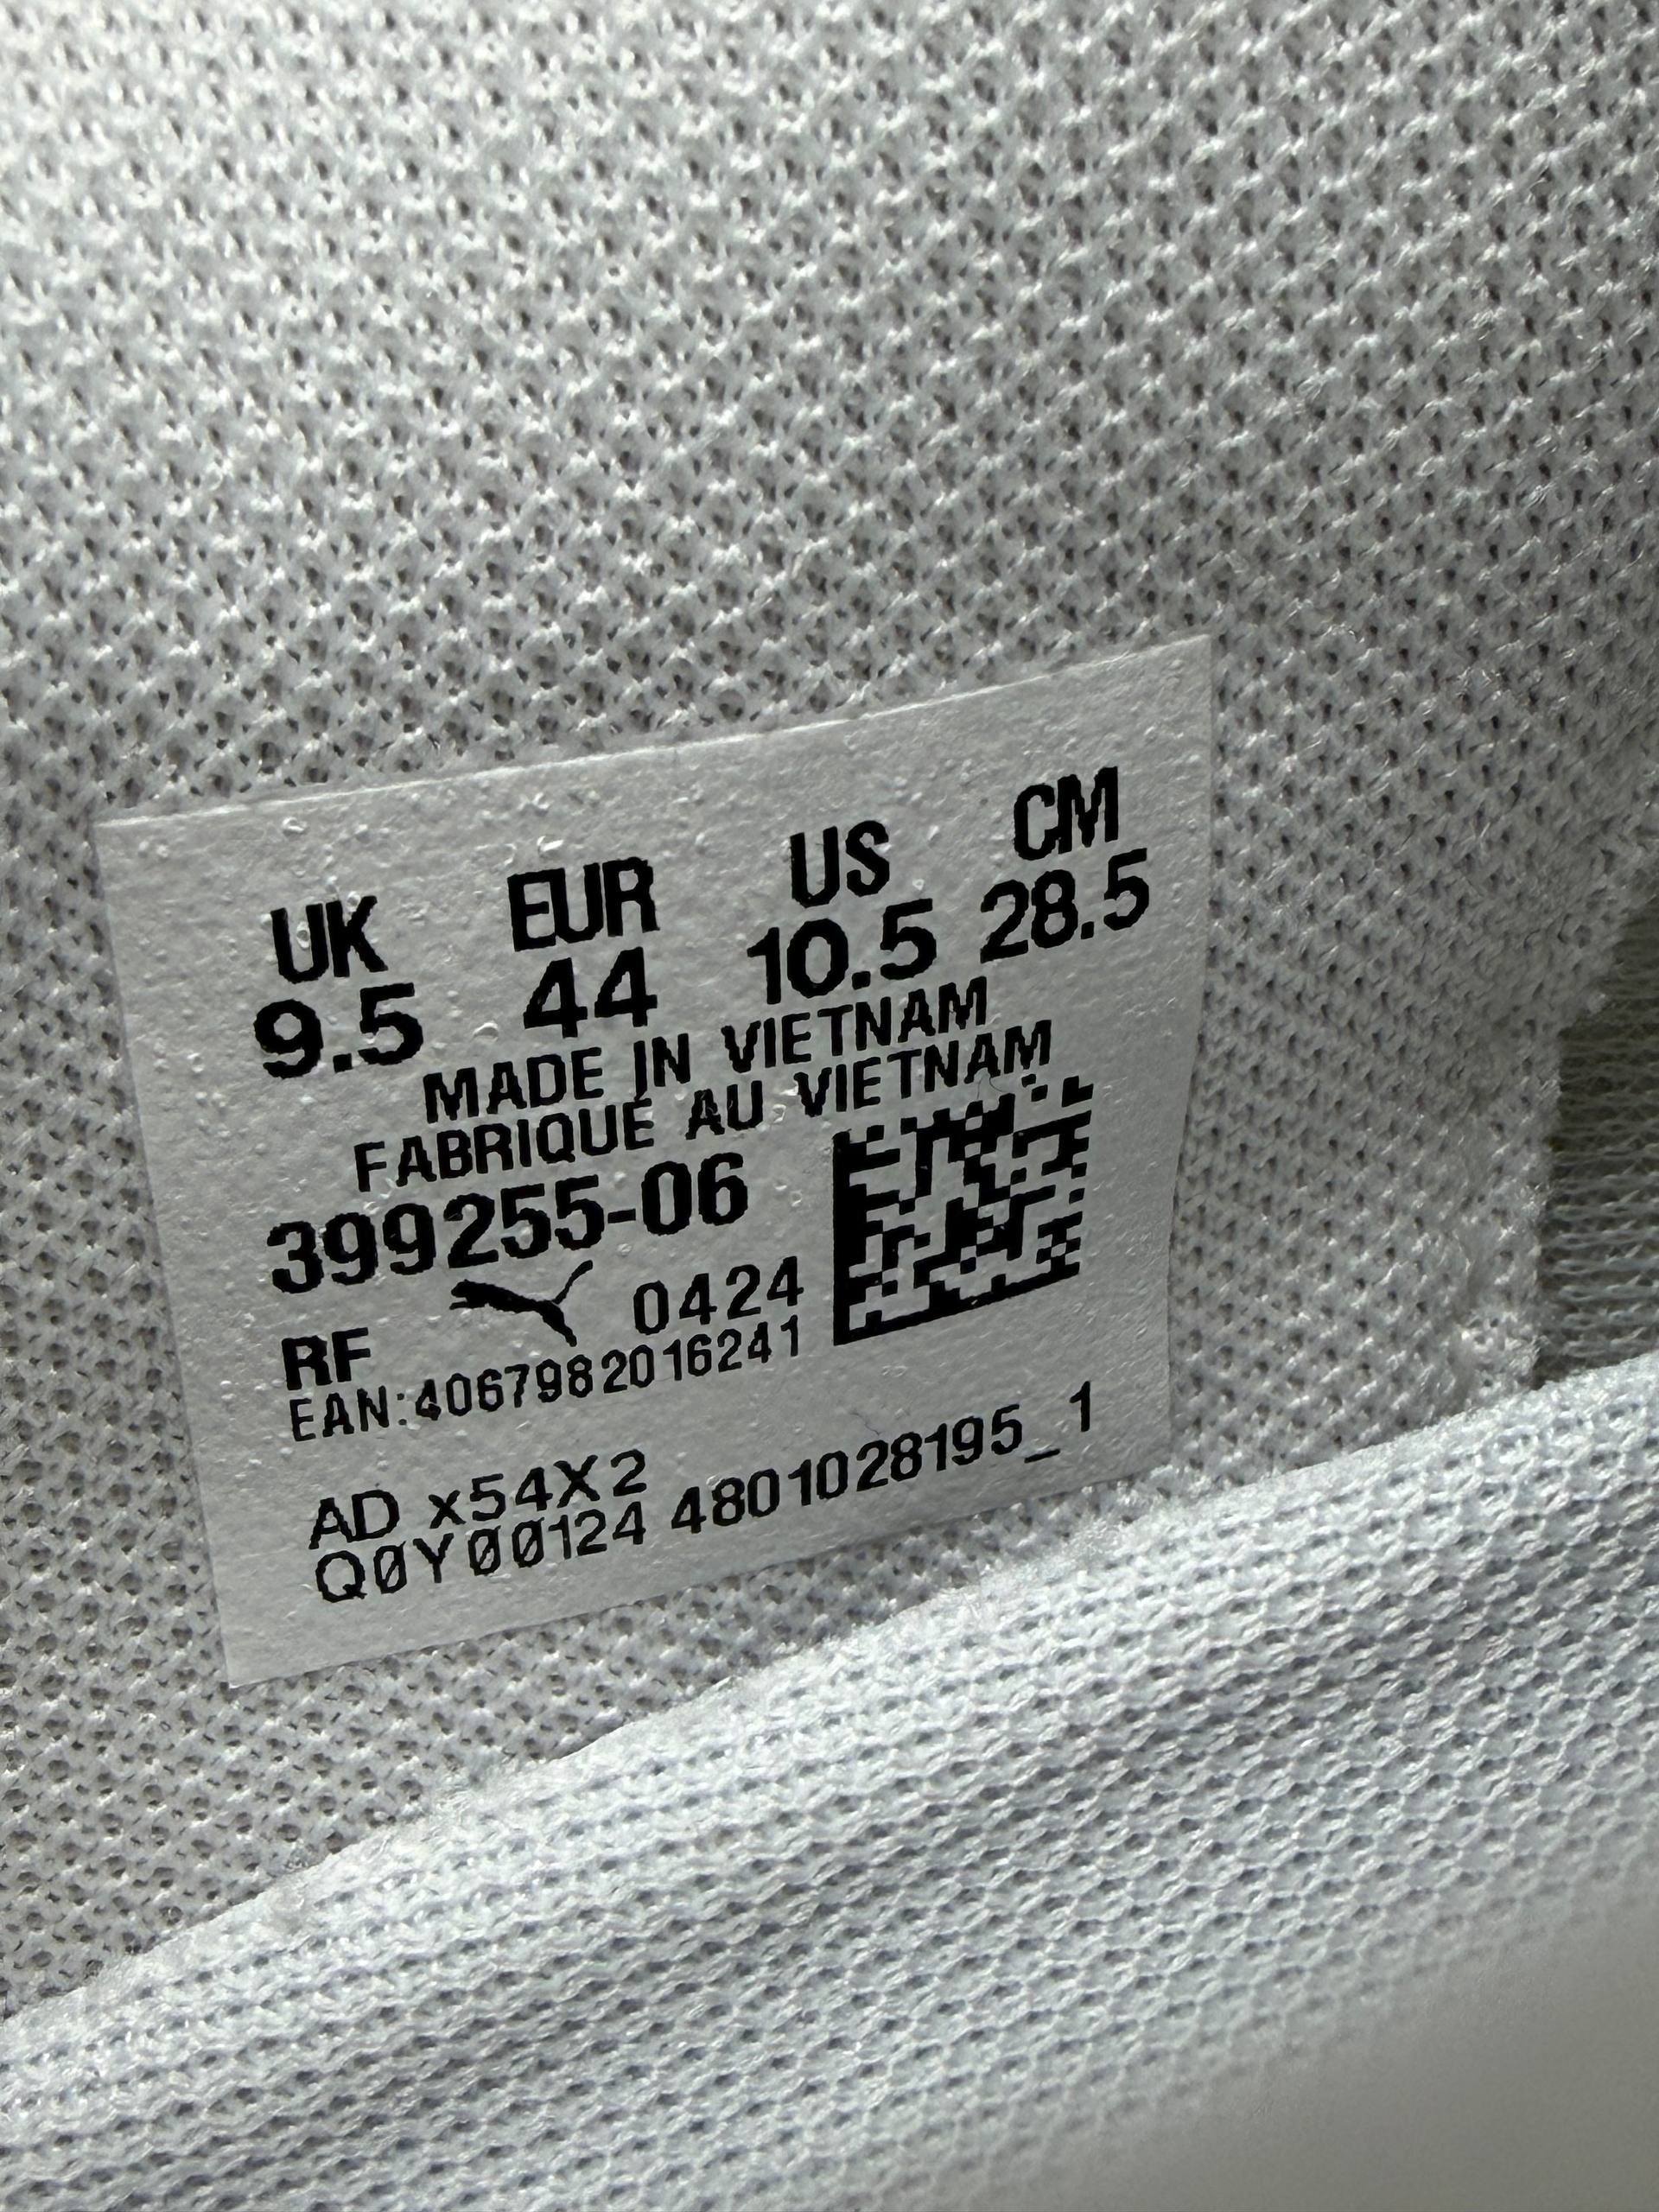 UK EUR US CM
9.5 44 10.5 28.5
MADE IN VIETNAM
FABRIQUÉ AU VIETNAM
399255-06
RF 0424
EAN:4067982016241
AD x54X2
Q0Y00124 4801028195_1